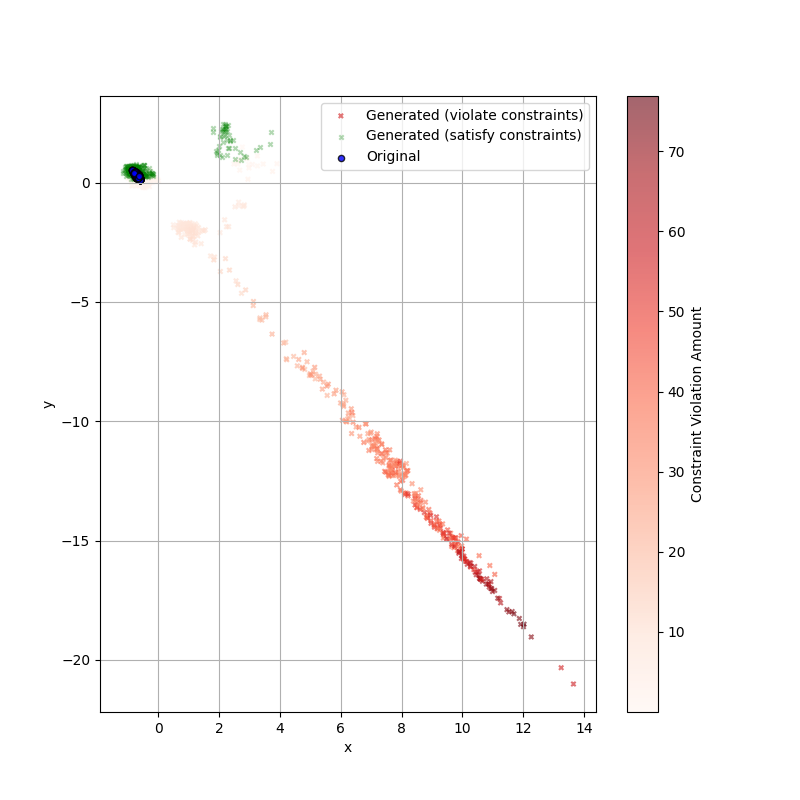 Generated (violate constraints)
Generated (satisfy constraints)
Original
0
−5
−10
−15
−20
y
0 2 4 6 8 10 12 14
x
70
60
50
40
30
20
10
Constraint Violation Amount